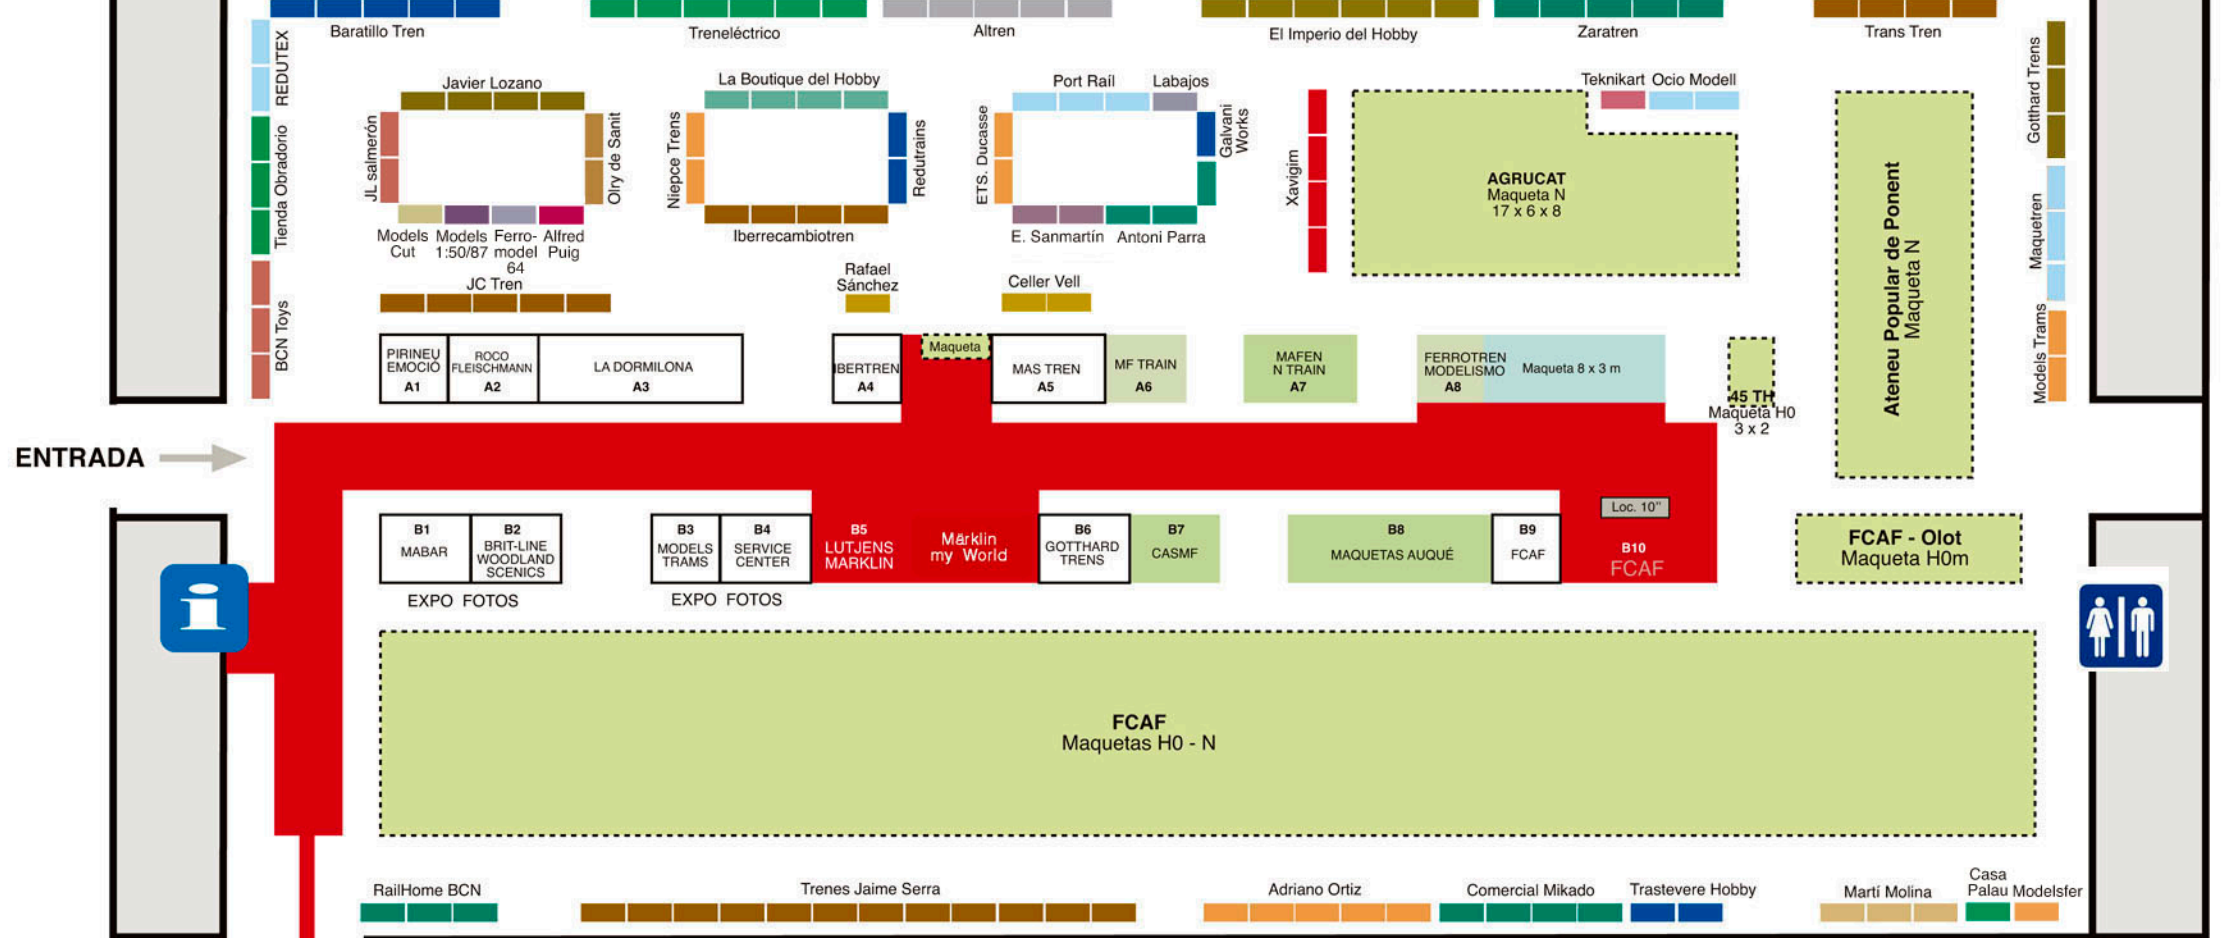 Baratillo Tren
Treneléctrico
Altren
El Imperio del Hobby
Zaratren
Trans Tren
REDUTEX
Tienda Obradorio
BCN Toys
Javier Lozano
JL salmerón
Olry de Sanit
Models
Cut
Models
1:50/87
Ferro-
model
64
Alfred
Puig
JC Tren
La Boutique del Hobby
Niepce Trens
Redutrains
Iberrecambiotren
Rafael
Sánchez
Port Raíl
Labajos
ETS. Ducasse
Galvani
Works
E. Sanmartín
Antoni Parra
Celler Vell
Xavigim
AGRUCAT
Maqueta N
17 x 6 x 8
Teknikart
Ocio Modell
Ateneu Popular de Ponent
Maqueta N
Gotthard Trens
Maquetren
Models Trams
PIRINEU
EMOCIÓ
A1
ROCO
FLEISCHMANN
A2
LA DORMILONA
A3
IBERTREN
A4
Maqueta
MAS TREN
A5
MF TRAIN
A6
MAFEN
N TRAIN
A7
FERROTREN
MODELISMO
A8
Maqueta 8 x 3 m
45 TH
Maqueta H0
3 x 2
ENTRADA
B1
MABAR
B2
BRIT-LINE
WOODLAND
SCENICS
EXPO FOTOS
B3
MODELS
TRAMS
B4
SERVICE
CENTER
EXPO FOTOS
B5
LUTJENS
MARKLIN
Märklin
my World
B6
GOTTHARD
TRENS
B7
CASMF
B8
MAQUETAS AUQUÉ
B9
FCAF
Loc. 10"
B10
FCAF
FCAF - Olot
Maqueta H0m
i
FCAF
Maquetas H0 - N
RailHome BCN
Trenes Jaime Serra
Adriano Ortiz
Comercial Mikado
Trastevere Hobby
Martí Molina
Casa
Palau
Modelsfer